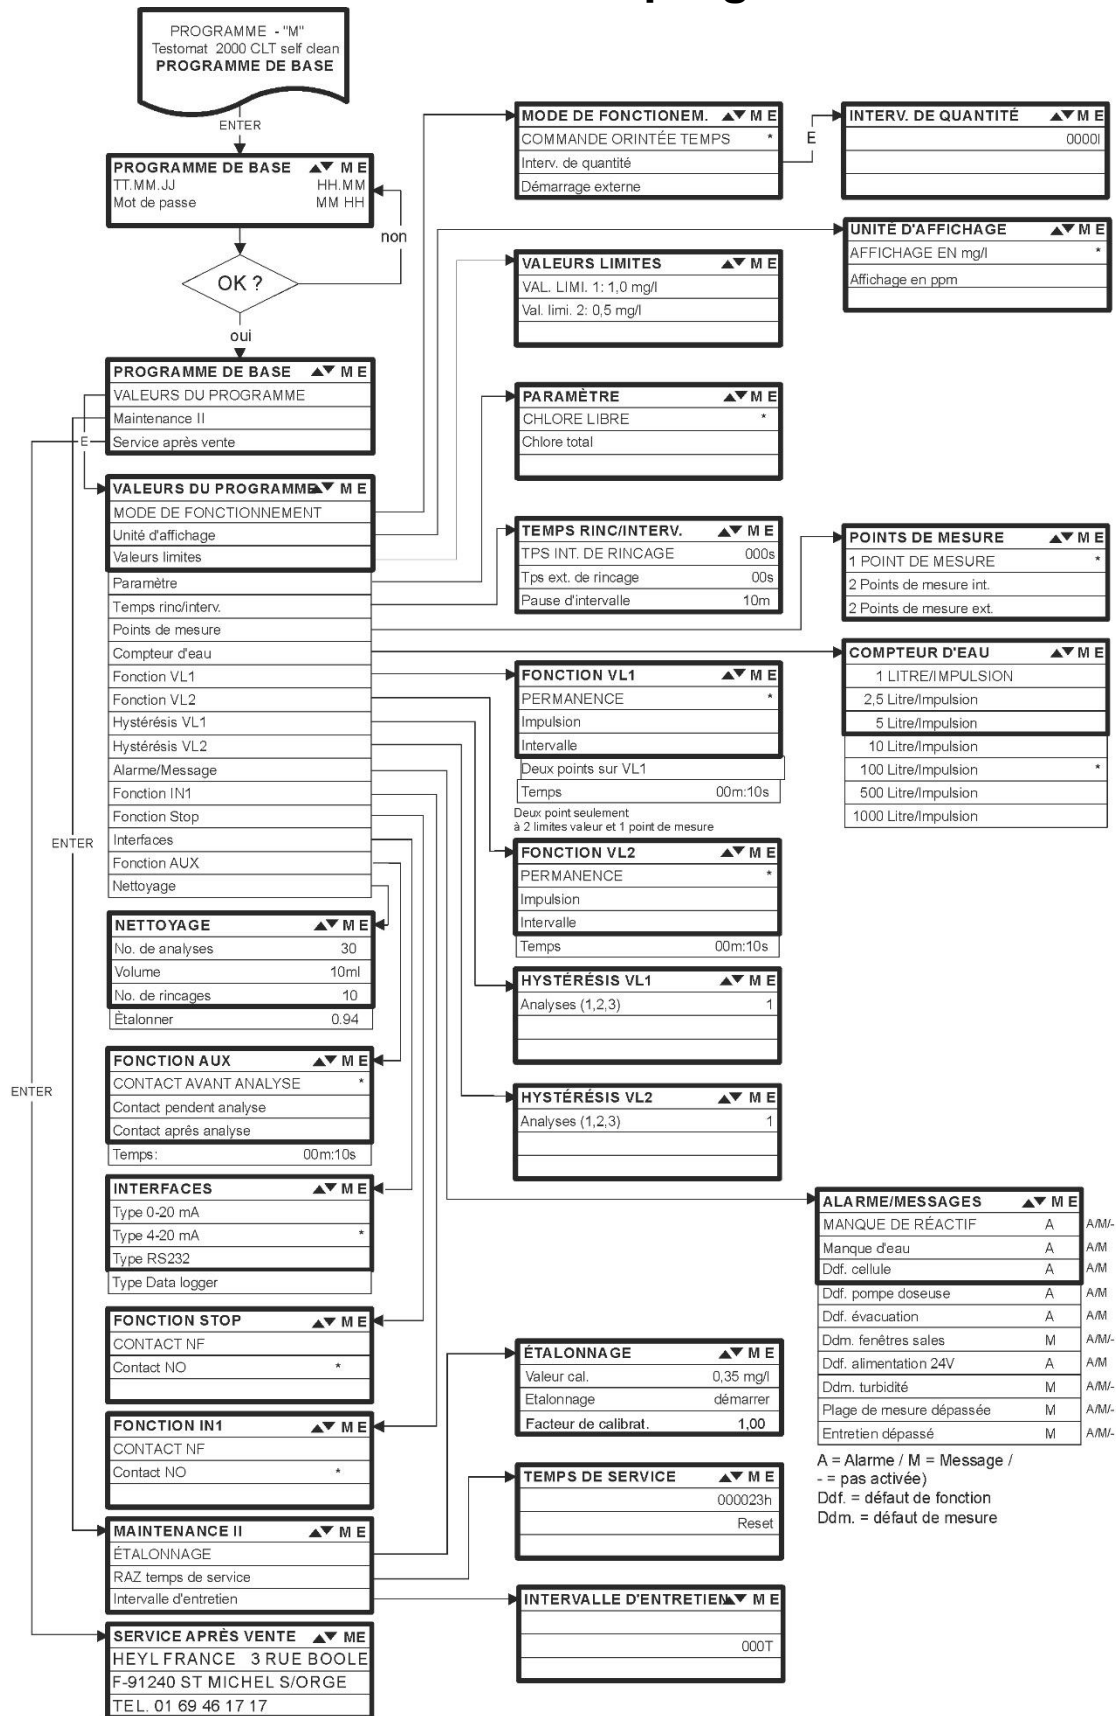 progr
PROGRAMME - "M"
Testomat 2000 CLT self clean
PROGRAMME DE BASE
ENTER
PROGRAMME DE BASE ▲▼ M E
TT.MM.JJ HH.MM
Mot de passe MM HH
non
OK ?
oui
PROGRAMME DE BASE ▲▼ M E
VALEURS DU PROGRAMME
Maintenance II
Service après vente
E
VALEURS DU PROGRAMME ▲▼ M E
MODE DE FONCTIONNEMENT
Unité d'affichage
Valeurs limites
Paramètre
Temps rinc/interv.
Points de mesure
Compteur d'eau
Fonction VL1
Fonction VL2
Hystérésis VL1
Hystérésis VL2
Alarme/Message
Fonction IN1
Fonction Stop
Interfaces
Fonction AUX
Nettoyage
ENTER
ENTER
NETTOYAGE ▲▼ M E
No. de analyses 30
Volume 10ml
No. de rincages 10
Ètalonner 0.94
FONCTION AUX ▲▼ M E
CONTACT AVANT ANALYSE *
Contact pendent analyse
Contact après analyse
Temps: 00m:10s
INTERFACES ▲▼ M E
Type 0-20 mA
Type 4-20 mA *
Type RS232
Type Data logger
FONCTION STOP ▲▼ M E
CONTACT NF
Contact NO *
FONCTION IN1 ▲▼ M E
CONTACT NF
Contact NO *
MAINTENANCE II ▲▼ M E
ÉTALONNAGE
RAZ temps de service
Intervalle d'entretien
SERVICE APRÈS VENTE ▲▼ ME
HEYL FRANCE 3 RUE BOOLE
F-91240 ST MICHEL S/ORGE
TEL. 01 69 46 17 17
MODE DE FONCTIONEM. ▲▼ M E
COMMANDE ORINTÉE TEMPS *
Interv. de quantité
Démarrage externe
E
INTERV. DE QUANTITÉ ▲▼ M E
0000l
UNITÉ D'AFFICHAGE ▲▼ M E
AFFICHAGE EN mg/l *
Affichage en ppm
VALEURS LIMITES ▲▼ M E
VAL. LIMI. 1: 1,0 mg/l
Val. limi. 2: 0,5 mg/l
PARAMÈTRE ▲▼ M E
CHLORE LIBRE *
Chlore total
TEMPS RINC/INTERV. ▲▼ M E
TPS INT. DE RINCAGE 000s
Tps ext. de rincage 00s
Pause d'intervalle 10m
POINTS DE MESURE ▲▼ M E
1 POINT DE MESURE *
2 Points de mesure int.
2 Points de mesure ext.
COMPTEUR D'EAU ▲▼ M E
1 LITRE/IMPULSION
2,5 Litre/Impulsion
5 Litre/Impulsion
10 Litre/Impulsion
100 Litre/Impulsion *
500 Litre/Impulsion
1000 Litre/Impulsion
FONCTION VL1 ▲▼ M E
PERMANENCE *
Impulsion
Intervalle
Deux points sur VL1
Temps 00m:10s
Deux point seulement
à 2 limites valeur et 1 point de mesure
FONCTION VL2 ▲▼ M E
PERMANENCE *
Impulsion
Intervalle
Temps 00m:10s
HYSTÉRÉSIS VL1 ▲▼ M E
Analyses (1,2,3) 1
HYSTÉRÉSIS VL2 ▲▼ M E
Analyses (1,2,3) 1
ALARME/MESSAGES ▲▼ M E
MANQUE DE RÉACTIF A A/M/-
Manque d'eau A A/M
Ddf. cellule A A/M
Ddf. pompe doseuse A A/M
Ddf. évacuation A A/M
Ddm. fenêtres sales M A/M/-
Ddf. alimentation 24V A A/M
Ddm. turbidité M A/M/-
Plage de mesure dépassée M A/M/-
Entretien dépassé M A/M/-
A = Alarme / M = Message /
- = pas activée)
Ddf. = défaut de fonction
Ddm. = défaut de mesure
ÉTALONNAGE ▲▼ M E
Valeur cal. 0,35 mg/l
Etalonnage démarrer
Facteur de calibrat. 1,00
TEMPS DE SERVICE ▲▼ M E
000023h
Reset
INTERVALLE D'ENTRETIEN ▲▼ M E
000T